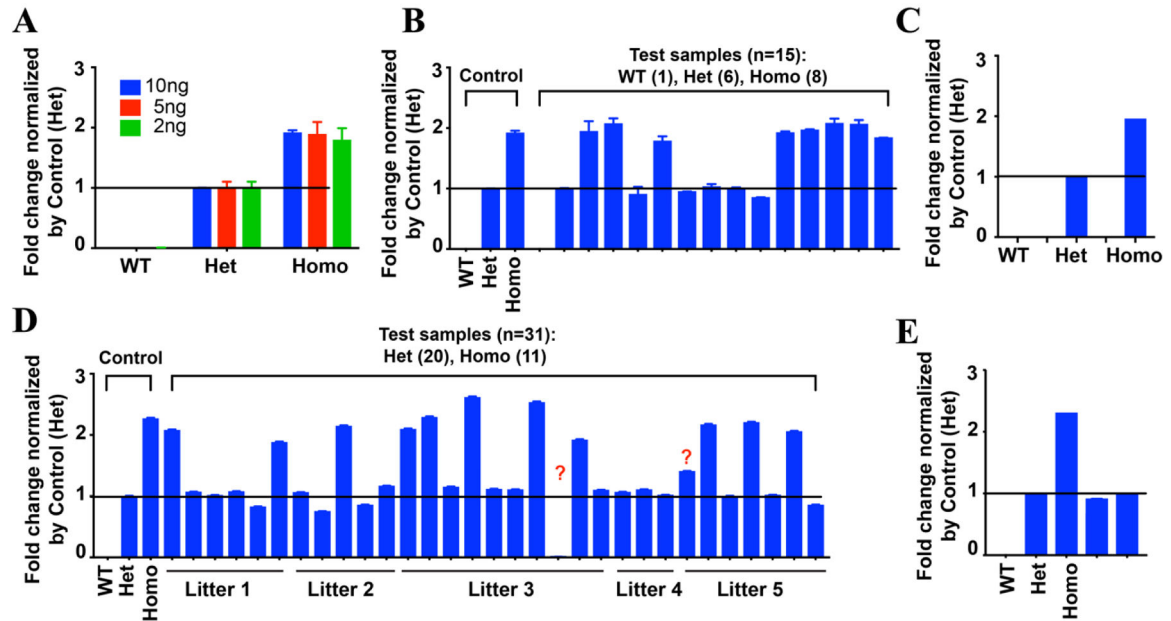 A
Fold change normalized
by Control (Het)
3
2
1
0
10ng
5ng
2ng
WT
Het
Homo
B
Test samples (n=15):
WT (1), Het (6), Homo (8)
Control
Fold change normalized
by Control (Het)
3
2
1
0
WT
Het
Homo
C
Fold change normalized
by Control (Het)
3
2
1
0
WT
Het
Homo
D
Test samples (n=31):
Het (20), Homo (11)
Control
Fold change normalized
by Control (Het)
3
2
1
0
?
?
WT
Het
Homo
Litter 1
Litter 2
Litter 3
Litter 4
Litter 5
E
Fold change normalized
by Control (Het)
3
2
1
0
WT
Het
Homo